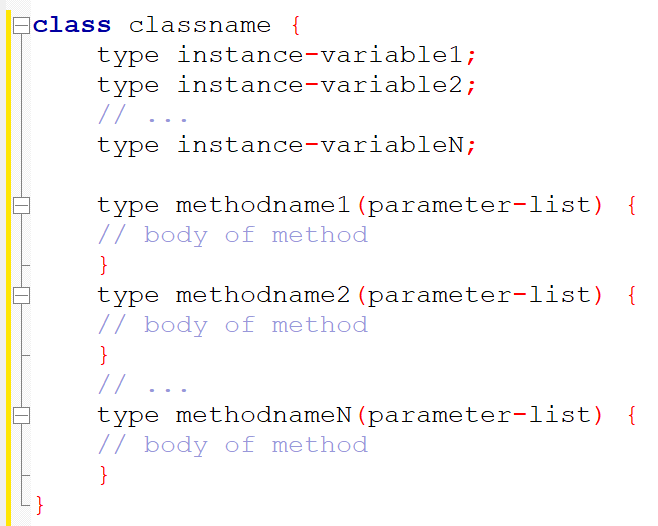 class classname {
type instance-variable1;
type instance-variable2;
// ...
type instance-variableN;
type methodname1(parameter-list) {
// body of method
}
type methodname2(parameter-list) {
// body of method
}
// ...
type methodnameN(parameter-list) {
// body of method
}
}